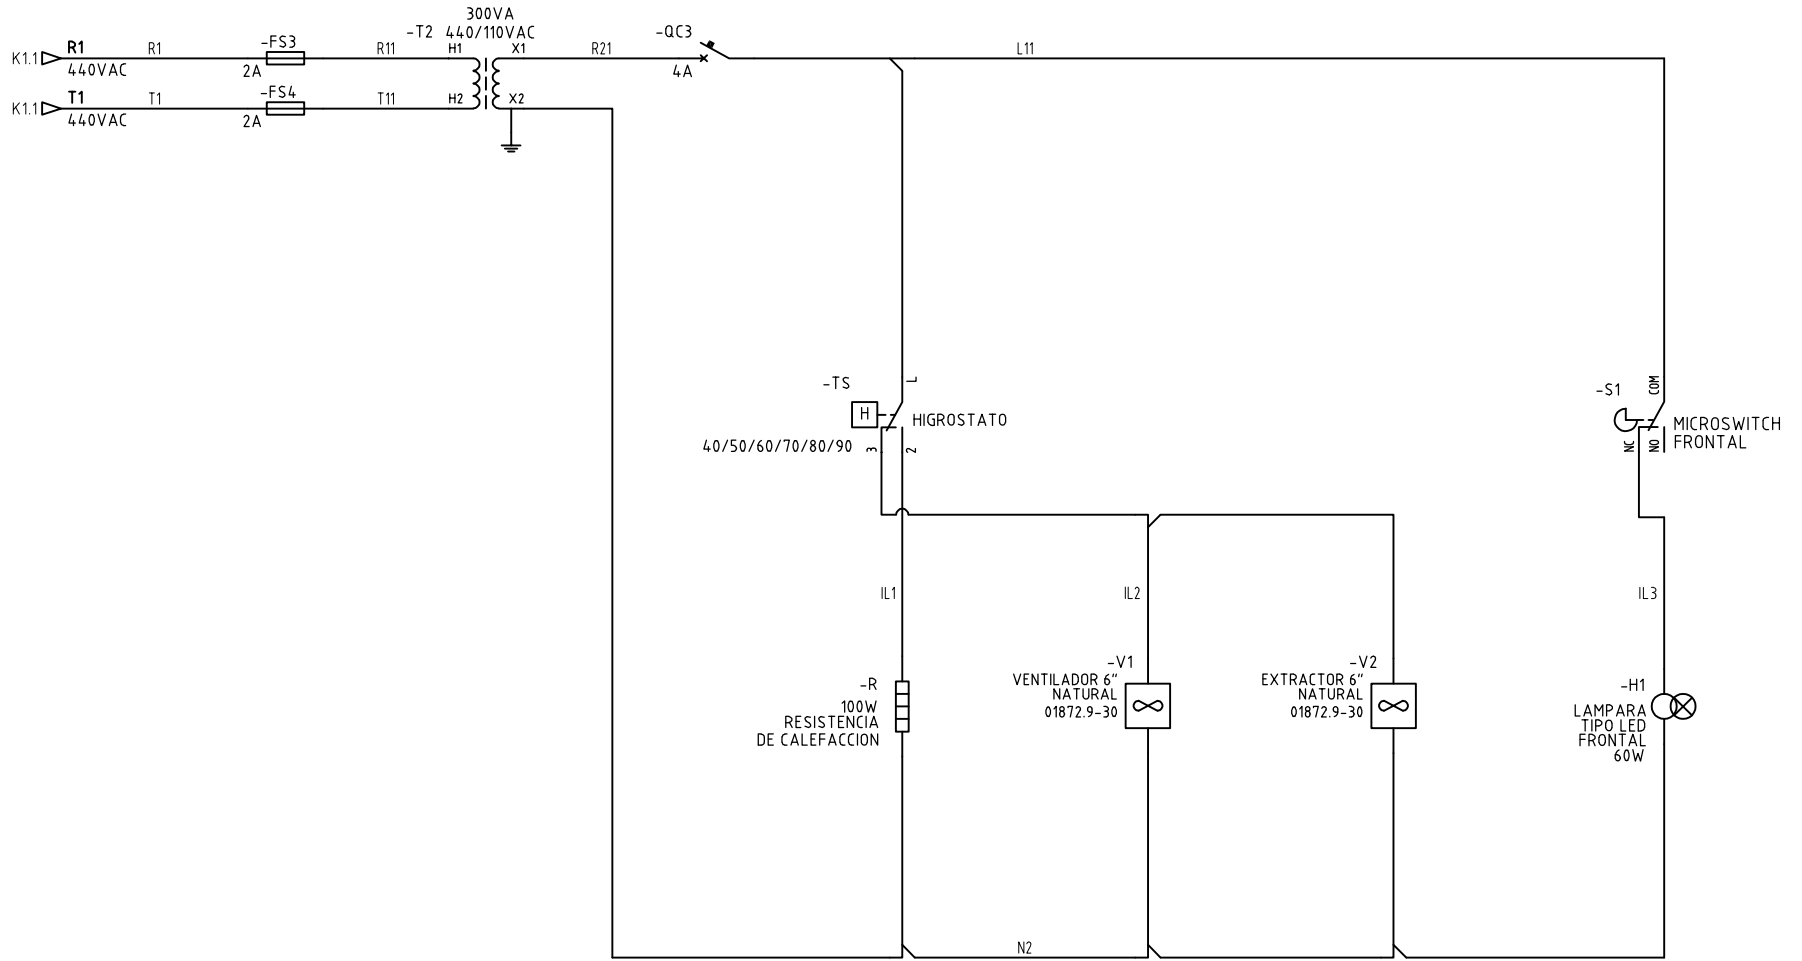 300VA
-T2 440/110VAC
-QC3
K1.1 R1 R1 -FS3 R11 H1 X1 R21 L11
440VAC 2A 4A
K1.1 T1 T1 -FS4 T11 H2 X2
440VAC 2A
-TS L
H HIGROSTATO
40/50/60/70/80/90 3 2
-S1 COM
MICROSWITCH
FRONTAL
NC NO
IL1 IL2 IL3
-R
100W
RESISTENCIA
DE CALEFACCION
-V1
VENTILADOR 6"
NATURAL
01872.9-30
-V2
EXTRACTOR 6"
NATURAL
01872.9-30
-H1
LAMPARA
TIPO LED
FRONTAL
60W
N2